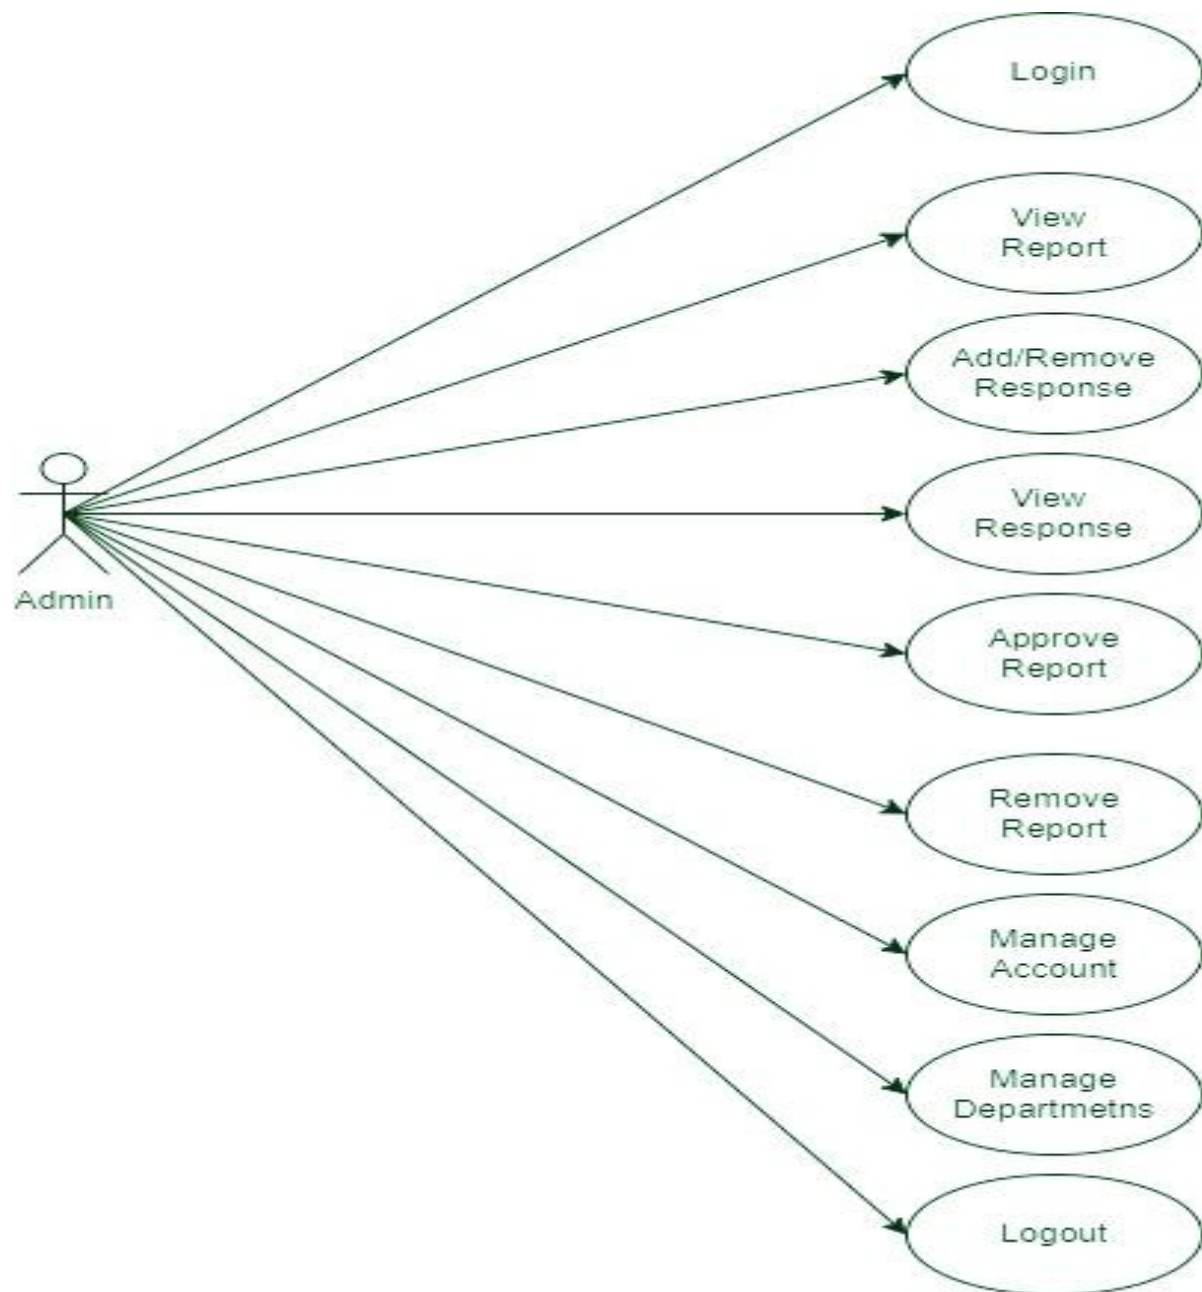 Login
View
Report
Add/Remove
Response
View
Response
Admin
Approve
Report
Remove
Report
Manage
Account
Manage
Departmetns
Logout